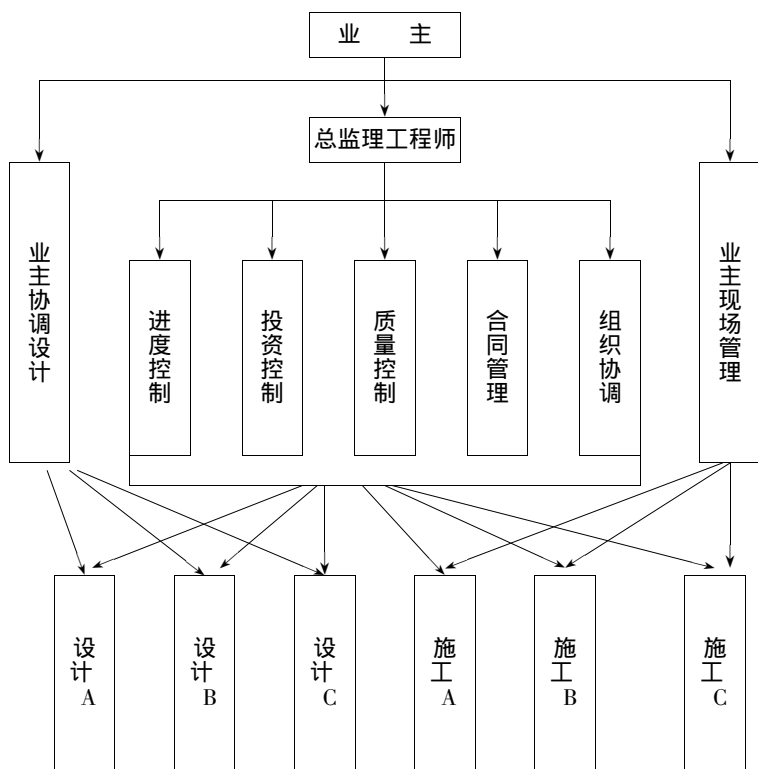 业 主
总监理工程师
业主协调设计
进度控制
投资控制
质量控制
合同管理
组织协调
业主现场管理
设计A
设计B
设计C
施工A
施工B
施工C